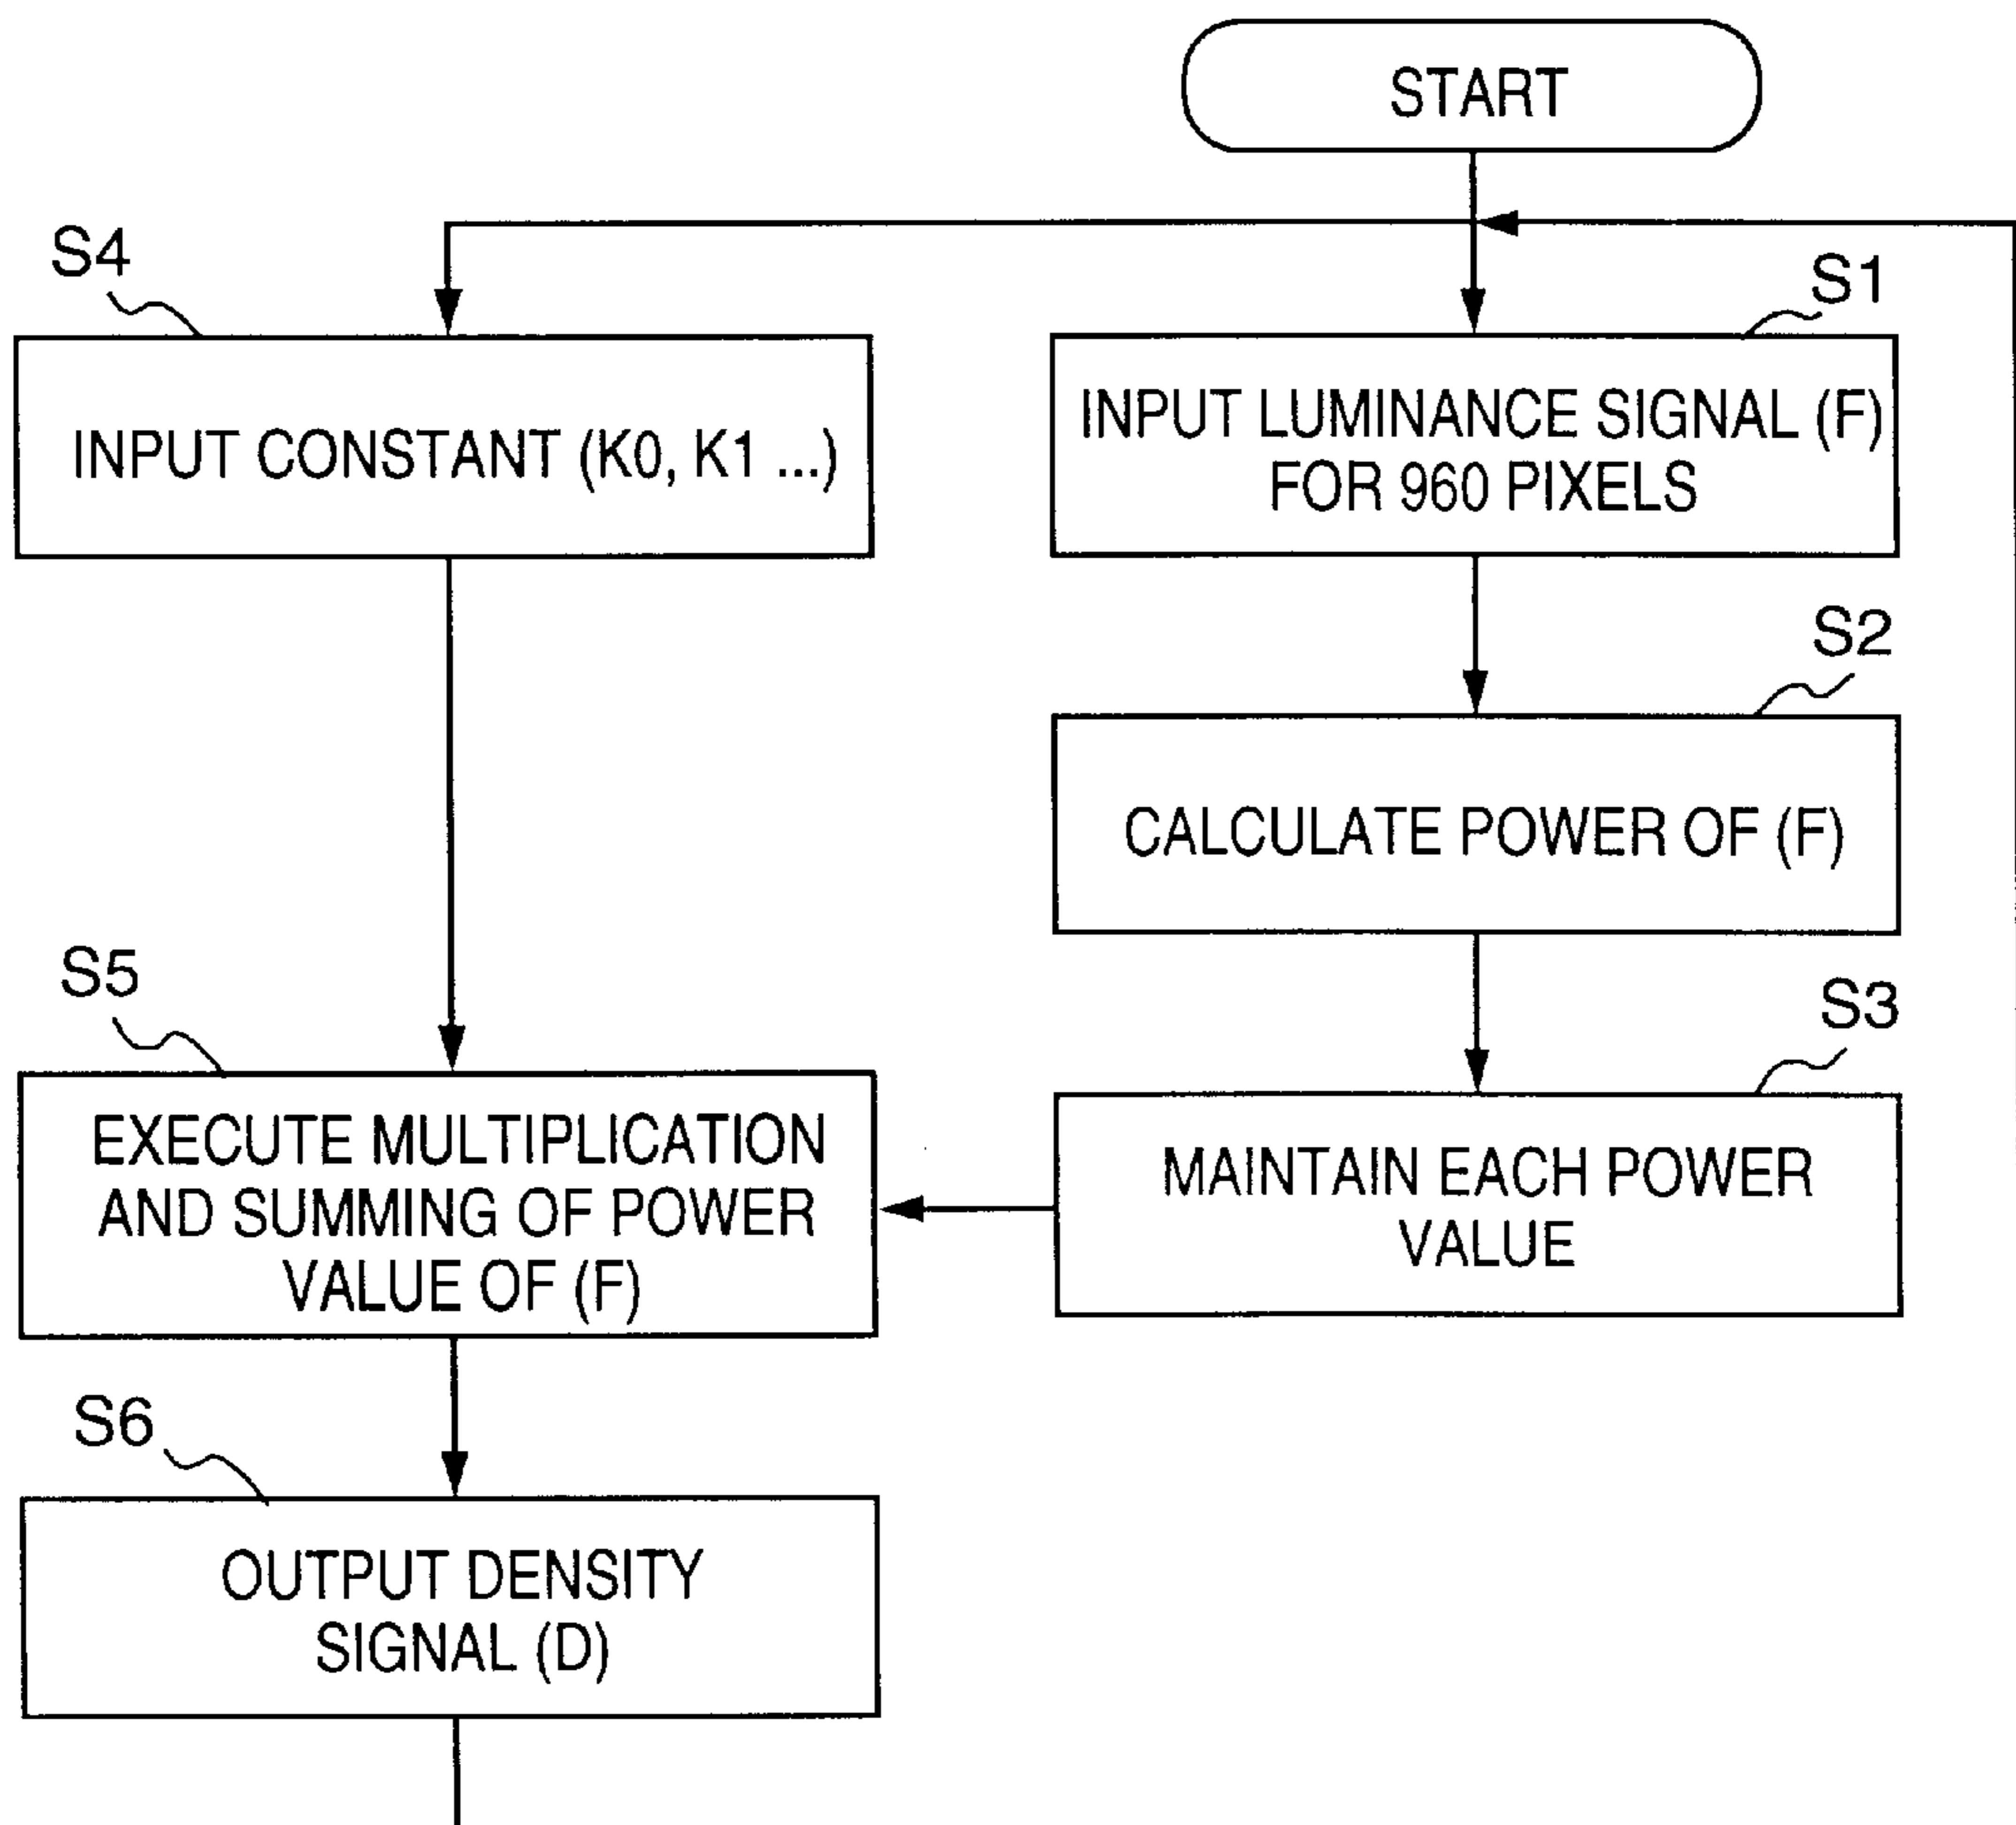 START
S4
S1
INPUT CONSTANT (K0, K1 ...)
INPUT LUMINANCE SIGNAL (F)
FOR 960 PIXELS
S2
CALCULATE POWER OF (F)
S5
S3
EXECUTE MULTIPLICATION
AND SUMMING OF POWER
VALUE OF (F)
MAINTAIN EACH POWER
VALUE
S6
OUTPUT DENSITY
SIGNAL (D)